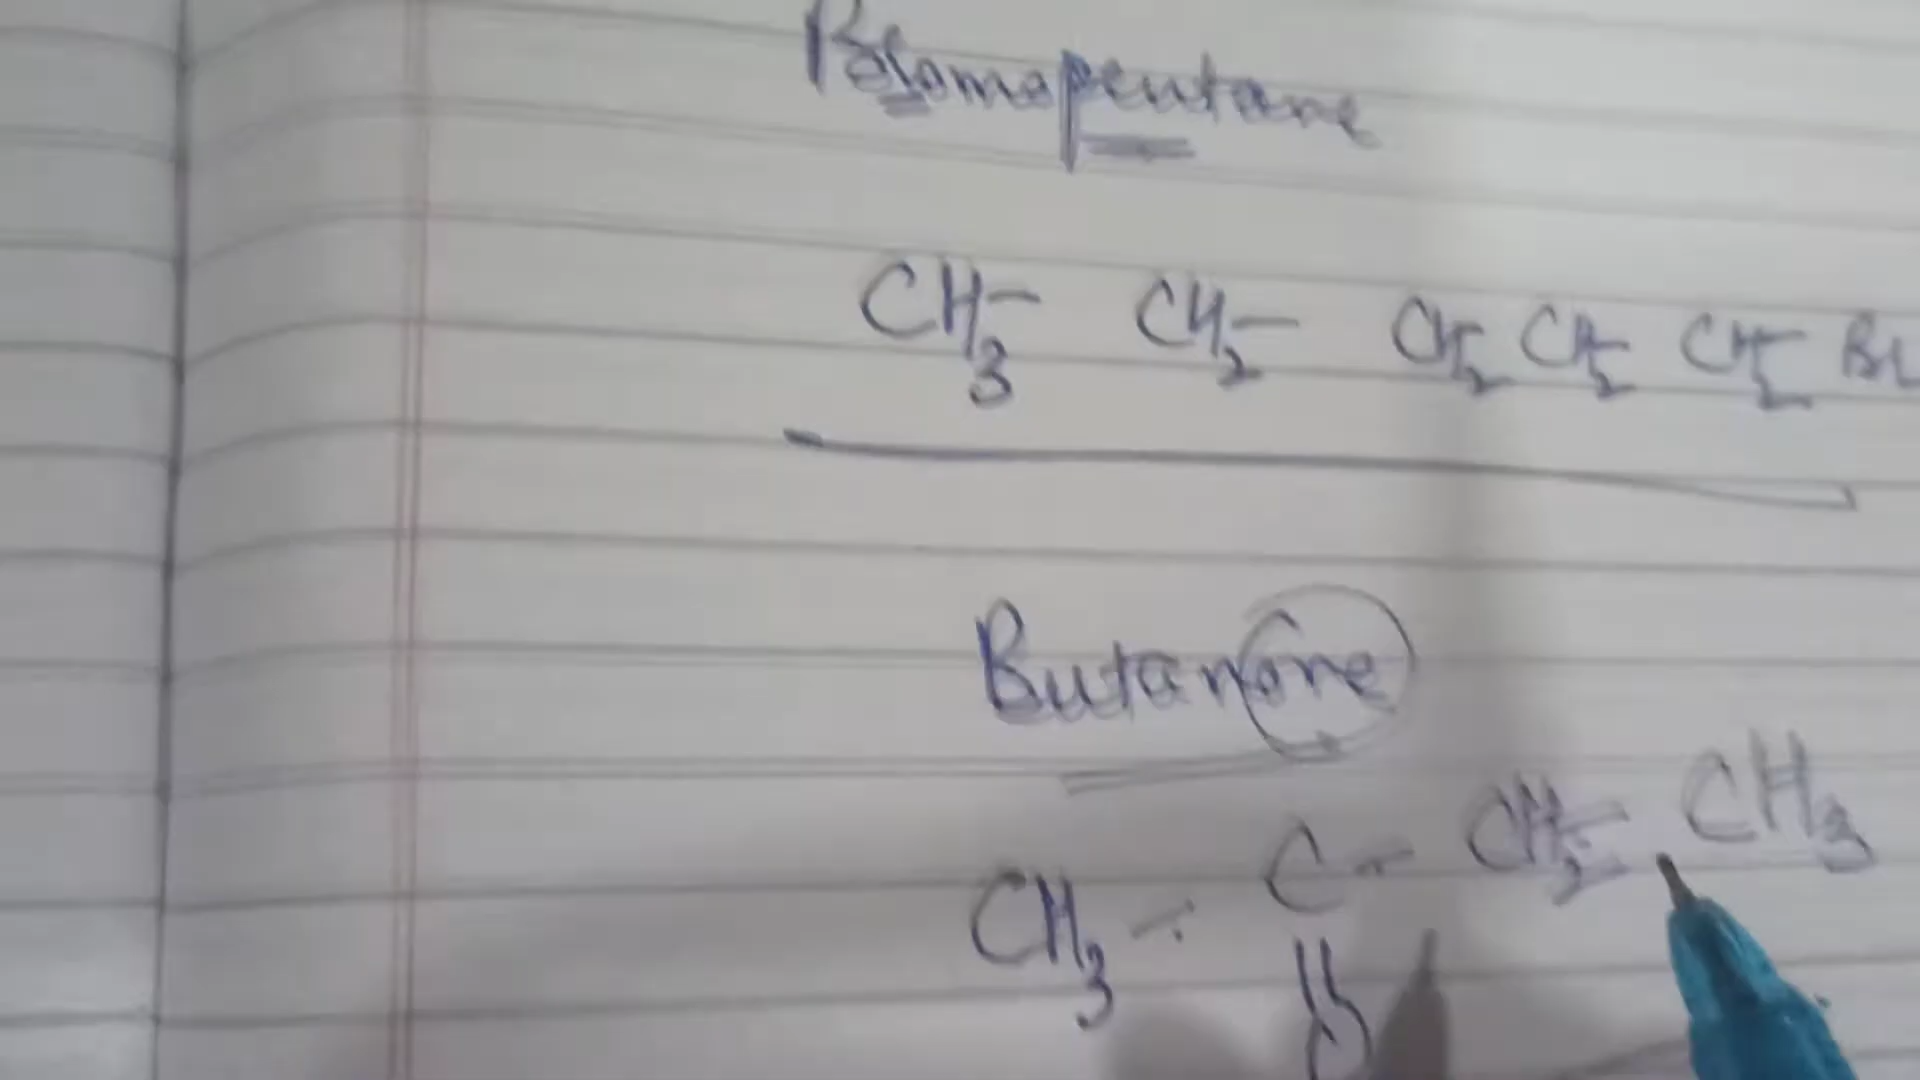 Bromopentane
CH3- CH2- CH2 CH2 CH2 Br
Butanone
CH3 - C - CH2 - CH3
||
O